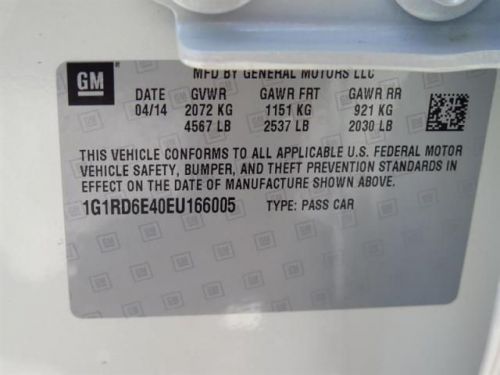 GM
MFD BY GENERAL MOTORS LLC
DATE GVWR GAWR FRT GAWR RR
04/14 2072 KG 1151 KG 921 KG
4567 LB 2537 LB 2030 LB
THIS VEHICLE CONFORMS TO ALL APPLICABLE U.S. FEDERAL MOTOR
VEHICLE SAFETY, BUMPER, AND THEFT PREVENTION STANDARDS IN
EFFECT ON THE DATE OF MANUFACTURE SHOWN ABOVE.
1G1RD6E40EU166005 TYPE: PASS CAR